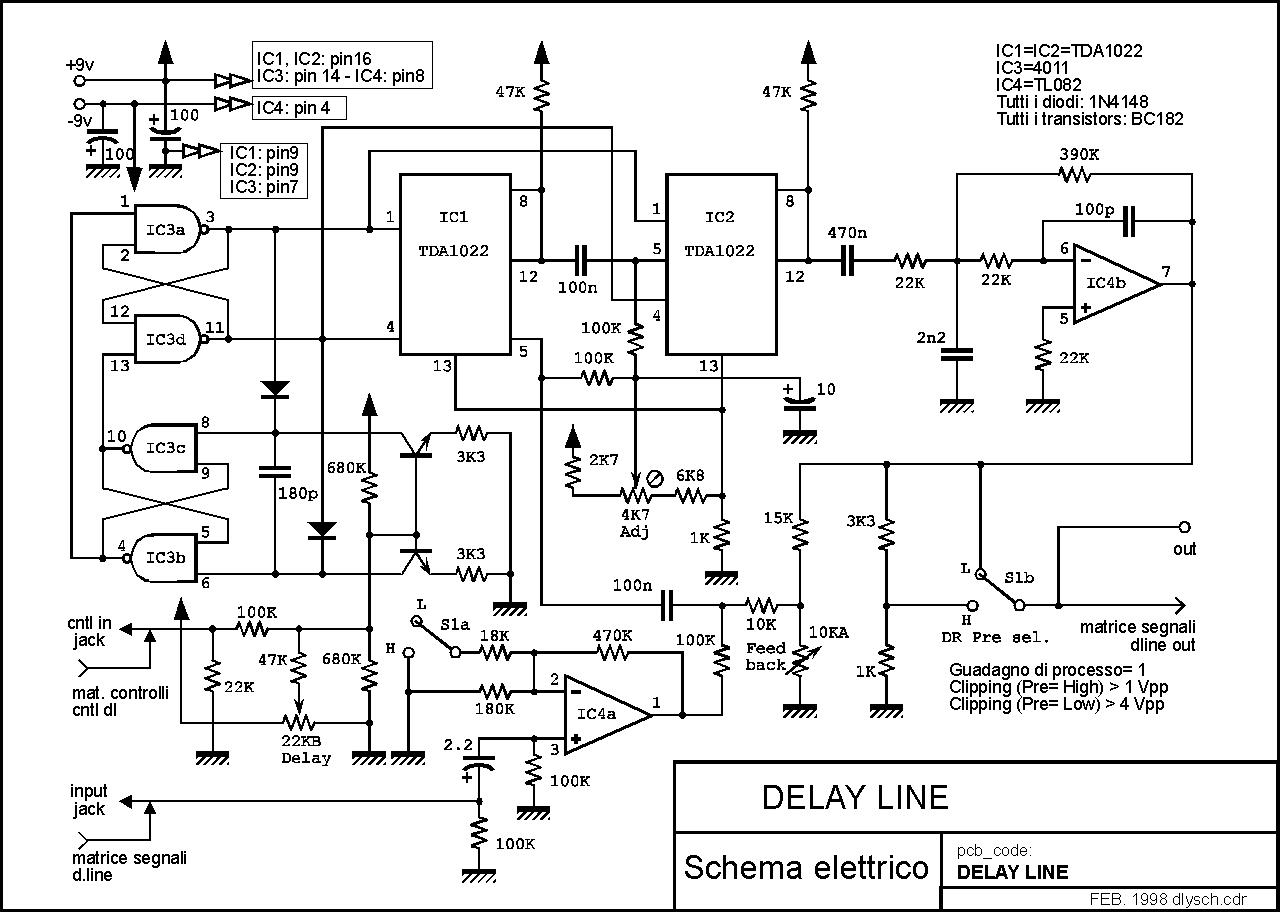 +9v
-9v
100
+
100
+
IC1, IC2: pin16
IC3: pin 14 - IC4: pin8
IC4: pin 4
IC1: pin9
IC2: pin9
IC3: pin7
47K
47K
IC1=IC2=TDA1022
IC3=4011
IC4=TL082
Tutti i diodi: 1N4148
Tutti i transistors: BC182
1
2
3
IC3a
12
13
11
IC3d
10
8
9
IC3c
4
5
6
IC3b
180p
1
4
13
8
12
5
IC1
TDA1022
100n
100K
100K
1
5
4
13
8
12
IC2
TDA1022
470n
22K
2n2
22K
390K
100p
6
5
7
-
+
IC4b
22K
+
10
680K
3K3
3K3
680K
2K7
4K7
Adj
6K8
1K
15K
3K3
1K
L
H
S1b
DR Pre sel.
out
matrice segnali
dline out
Guadagno di processo= 1
Clipping (Pre= High) > 1 Vpp
Clipping (Pre= Low) > 4 Vpp
cntl in
jack
mat. controlli
cntl dl
100K
22K
47K
22KB
Delay
L
H
S1a
18K
180K
470K
2
3
1
-
+
IC4a
100n
100K
10K
Feed
back
10KA
2.2
+
100K
100K
input
jack
matrice segnali
d.line
DELAY LINE
Schema elettrico
pcb_code:
DELAY LINE
FEB. 1998 dlysch.cdr